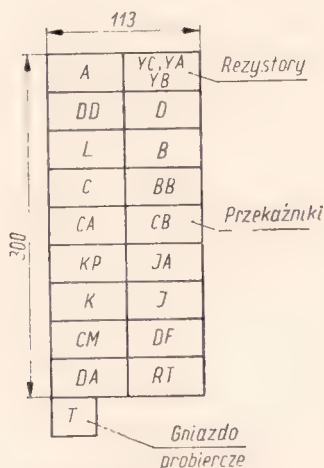 113
A YC, YA Rezystory
YB
DD D
L B
C BB
CA CB Przekaźniki
300
KP JA
K J
CM DF
DA RT
T Gniazdo
probiercze